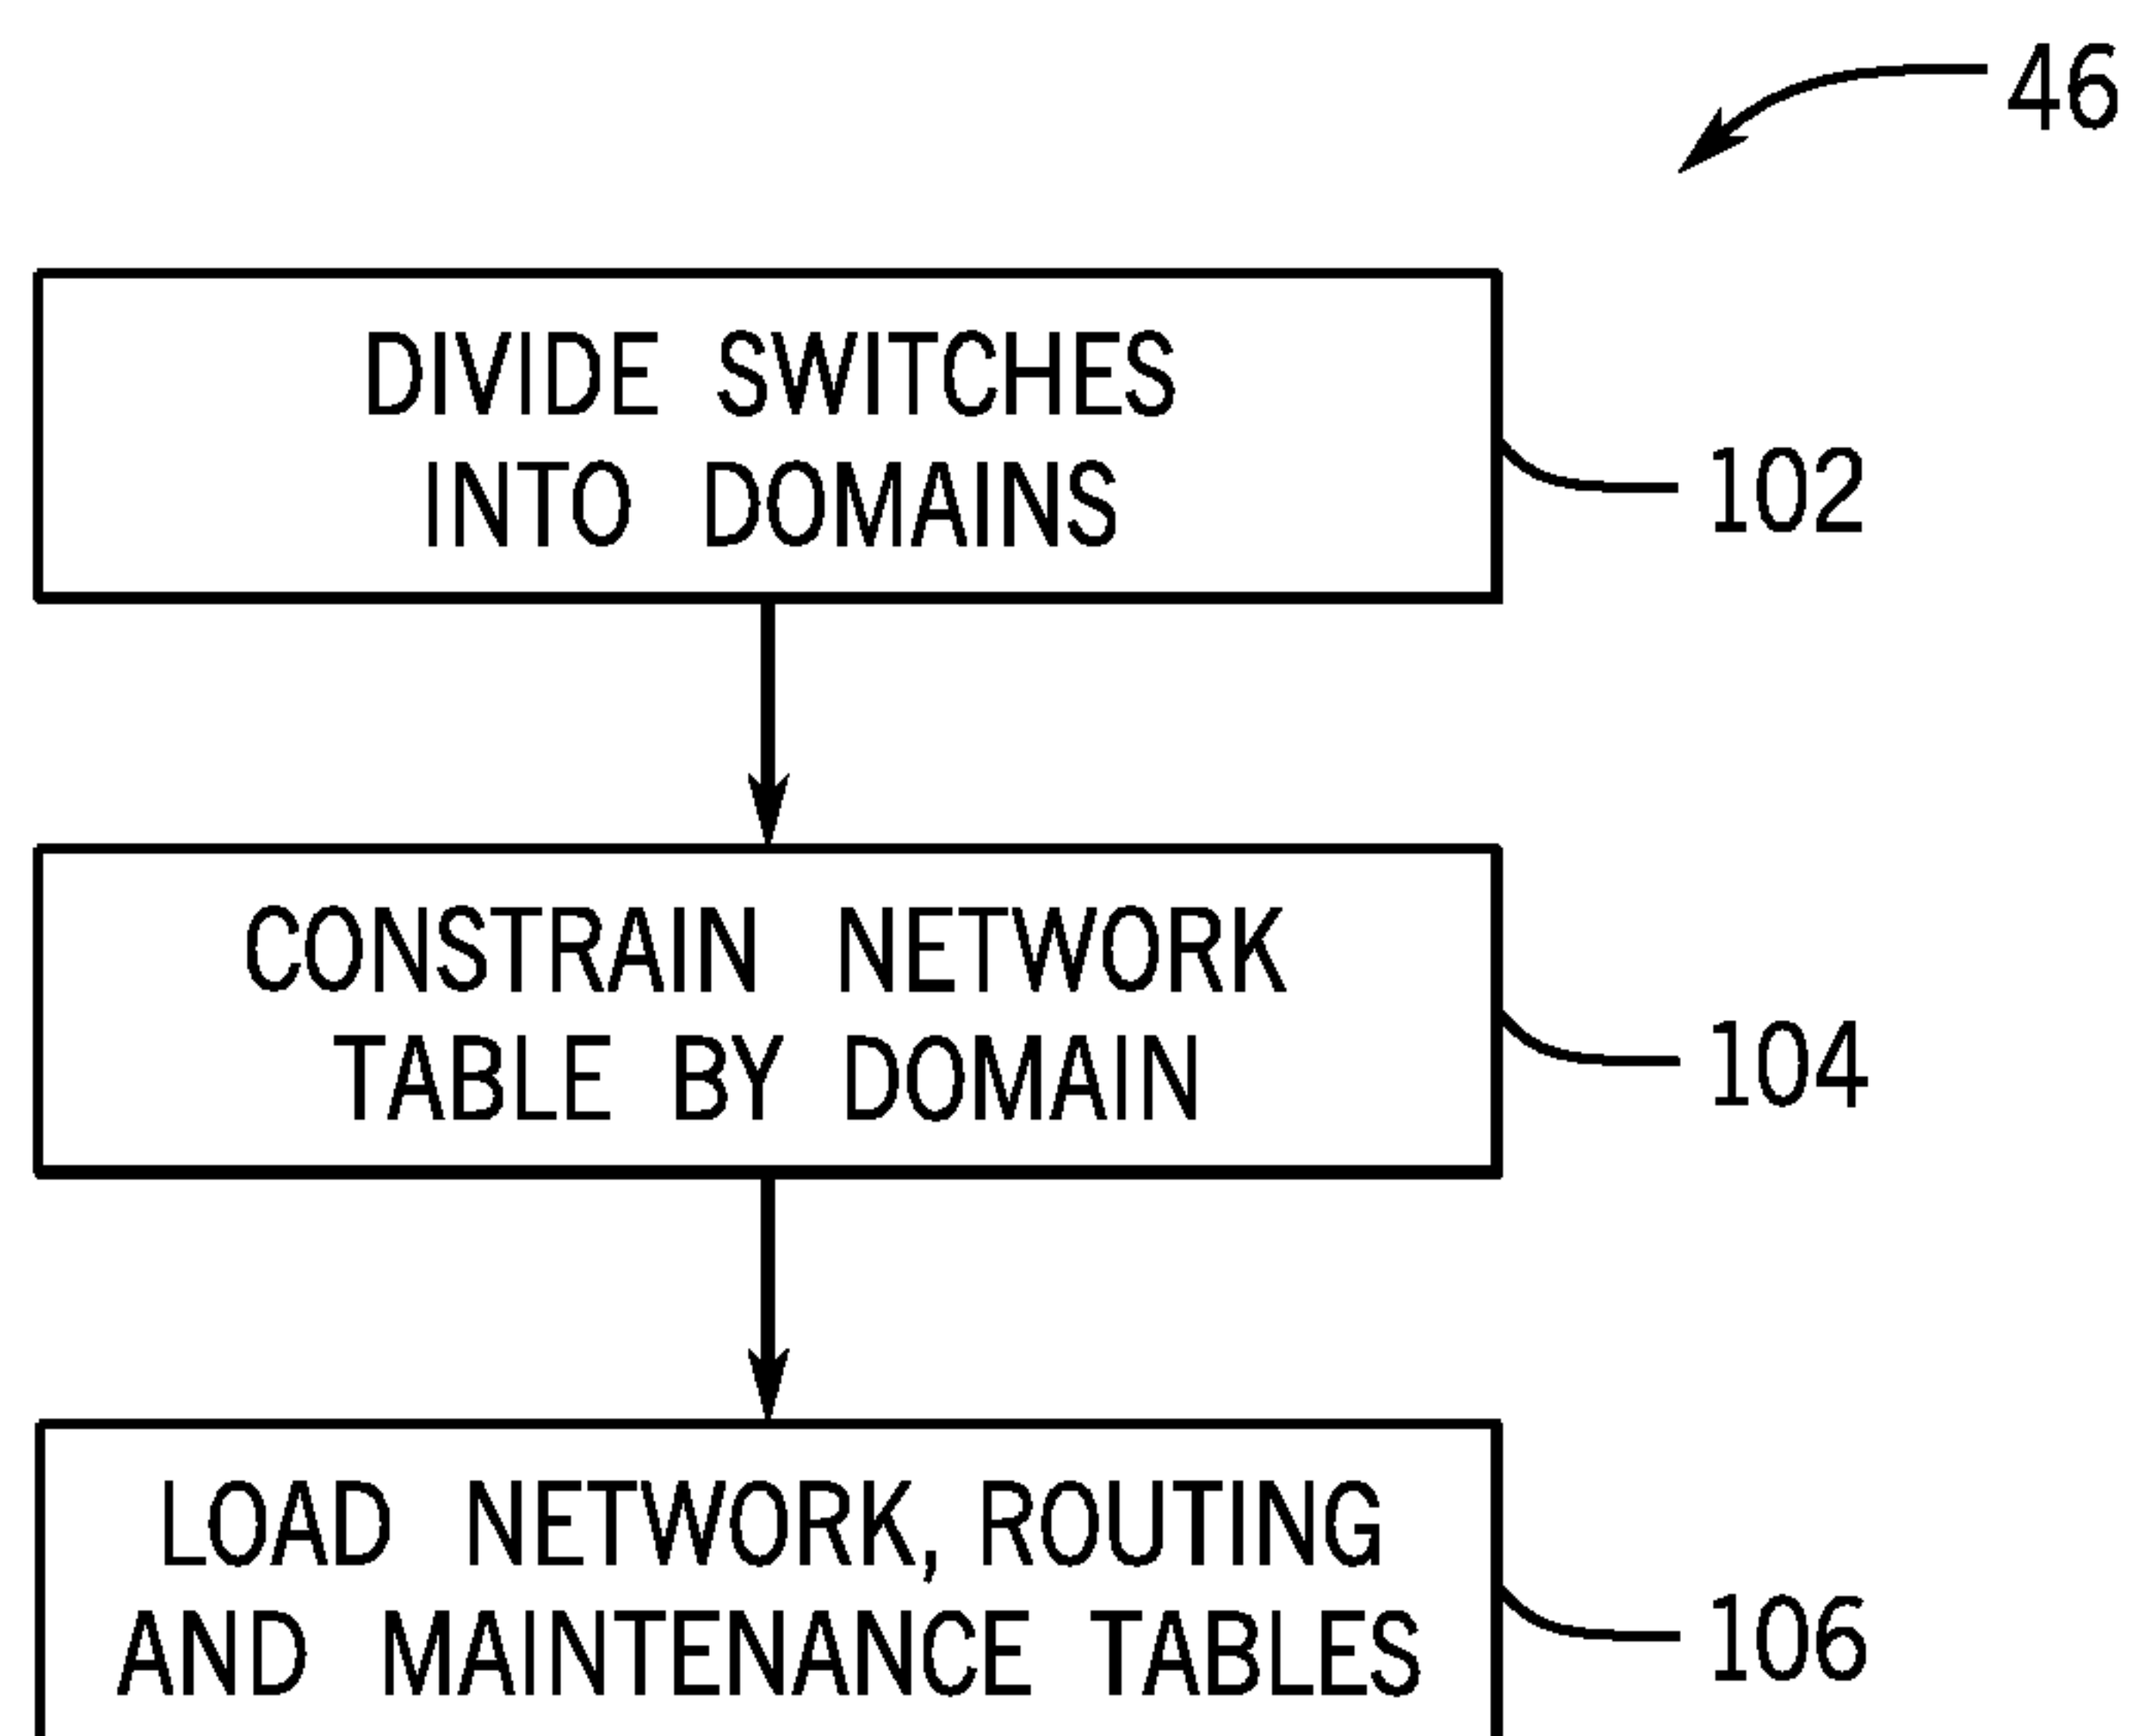 46
DIVIDE SWITCHES
INTO DOMAINS
102
CONSTRAIN NETWORK
TABLE BY DOMAIN
104
LOAD NETWORK, ROUTING
AND MAINTENANCE TABLES
106